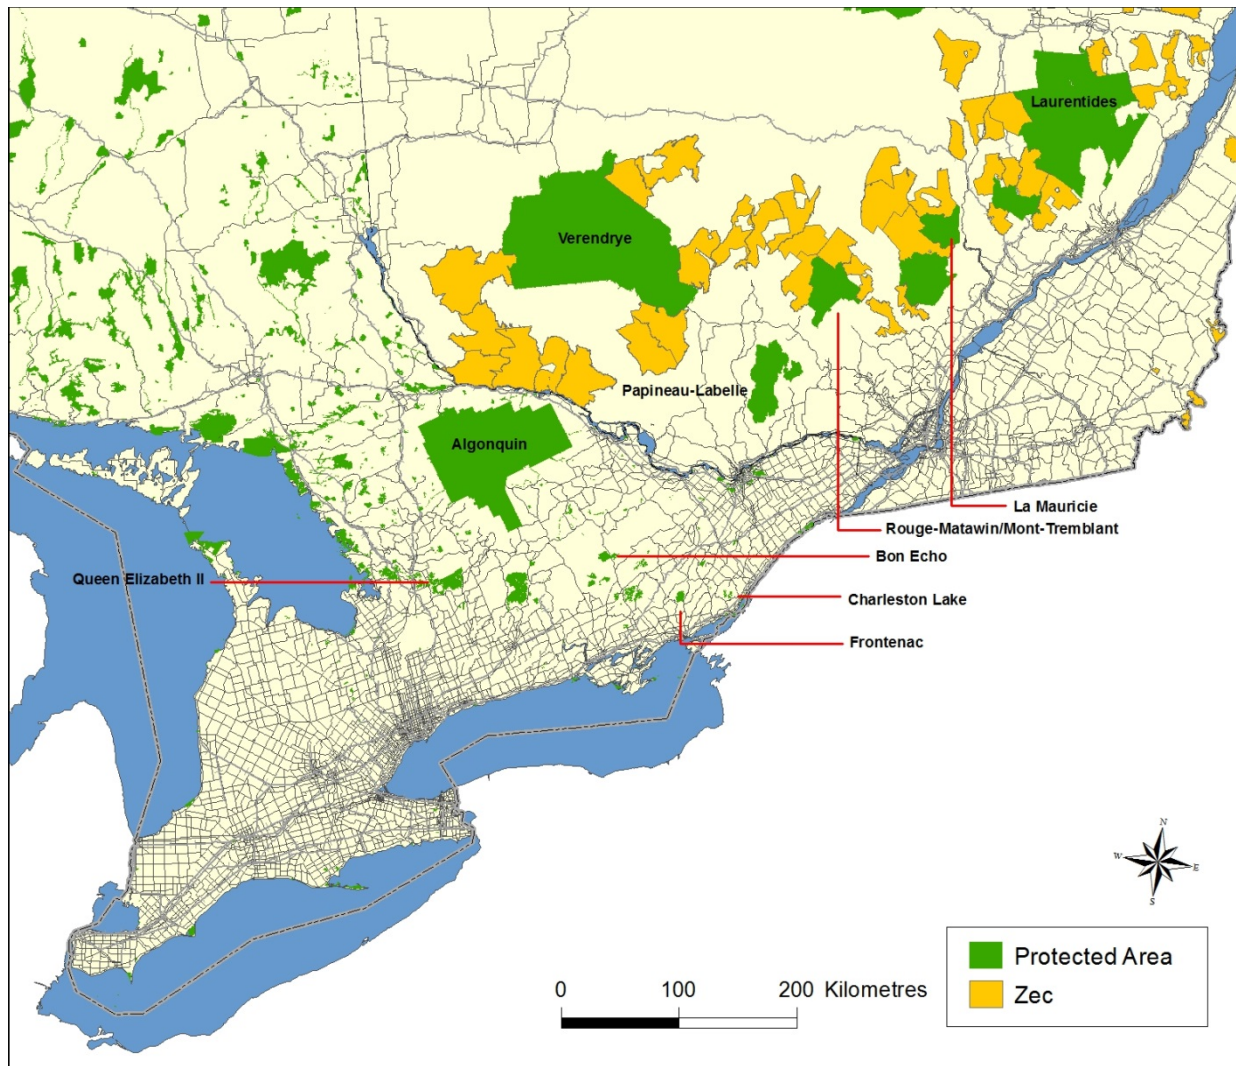 Laurentides
Verendrye
Papineau-Labelle
Algonquin
La Mauricie
Rouge-Matawin/Mont-Tremblant
Bon Echo
Queen Elizabeth II
Charleston Lake
Frontenac
N
W
E
S
Protected Area
Zec
0 100 200 Kilometres